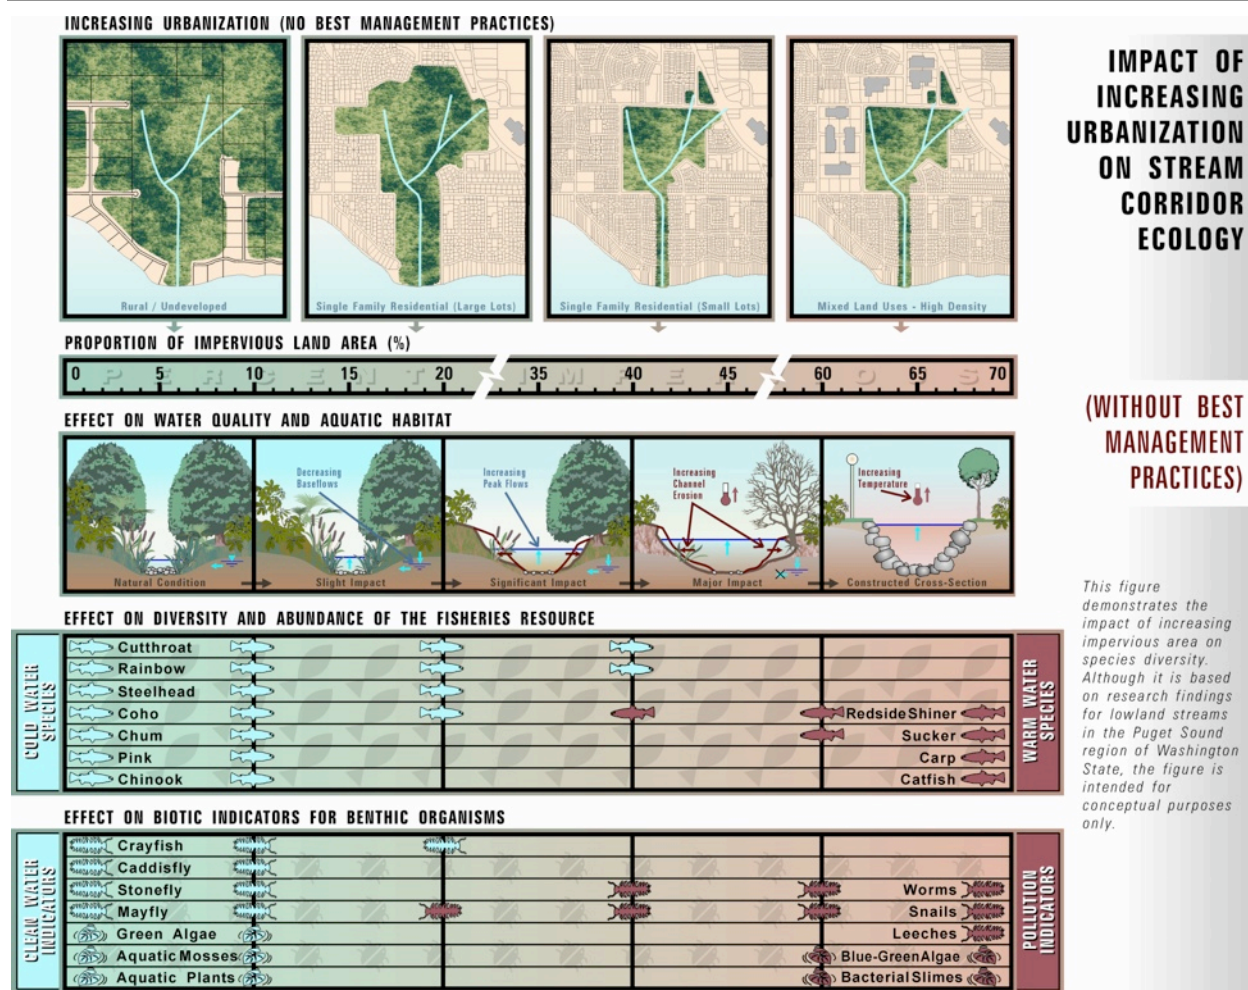 INCREASING URBANIZATION (NO BEST MANAGEMENT PRACTICES)
Rural / Undeveloped
Single Family Residential (Large Lots)
Single Family Residential (Small Lots)
Mixed Land Uses - High Density
IMPACT OF
INCREASING
URBANIZATION
ON STREAM
CORRIDOR
ECOLOGY
PROPORTION OF IMPERVIOUS LAND AREA (%)
0 5 10 15 20 35 40 45 60 65 70
(WITHOUT BEST
MANAGEMENT
PRACTICES)
EFFECT ON WATER QUALITY AND AQUATIC HABITAT
Decreasing
Baseflows
Increasing
Peak Flows
Increasing
Channel
Erosion
Increasing
Temperature
Natural Condition
Slight Impact
Significant Impact
Major Impact
Constructed Cross-Section
EFFECT ON DIVERSITY AND ABUNDANCE OF THE FISHERIES RESOURCE
COLD WATER
SPECIES
Cutthroat
Rainbow
Steelhead
Coho
Chum
Pink
Chinook
Redside Shiner
Sucker
Carp
Catfish
WARM WATER
SPECIES
This figure
demonstrates the
impact of increasing
impervious area on
species diversity.
Although it is based
on research findings
for lowland streams
in the Puget Sound
region of Washington
State, the figure is
intended for
conceptual purposes
only.
EFFECT ON BIOTIC INDICATORS FOR BENTHIC ORGANISMS
CLEAN WATER
INDICATORS
Crayfish
Caddisfly
Stonefly
Mayfly
Green Algae
Aquatic Mosses
Aquatic Plants
Worms
Snails
Leeches
Blue-Green Algae
Bacterial Slimes
POLLUTION
INDICATORS